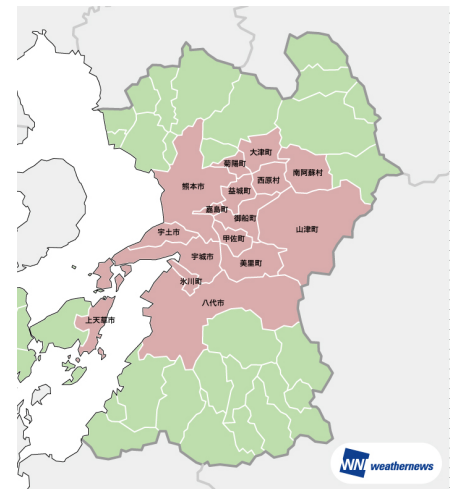 大津町
菊陽町
南阿蘇村
西原村
熊本市
益城町
嘉島町
御船町
山津町
宇土市
甲佐町
宇城市
美里町
氷川町
八代市
上天草市
WN weathernews